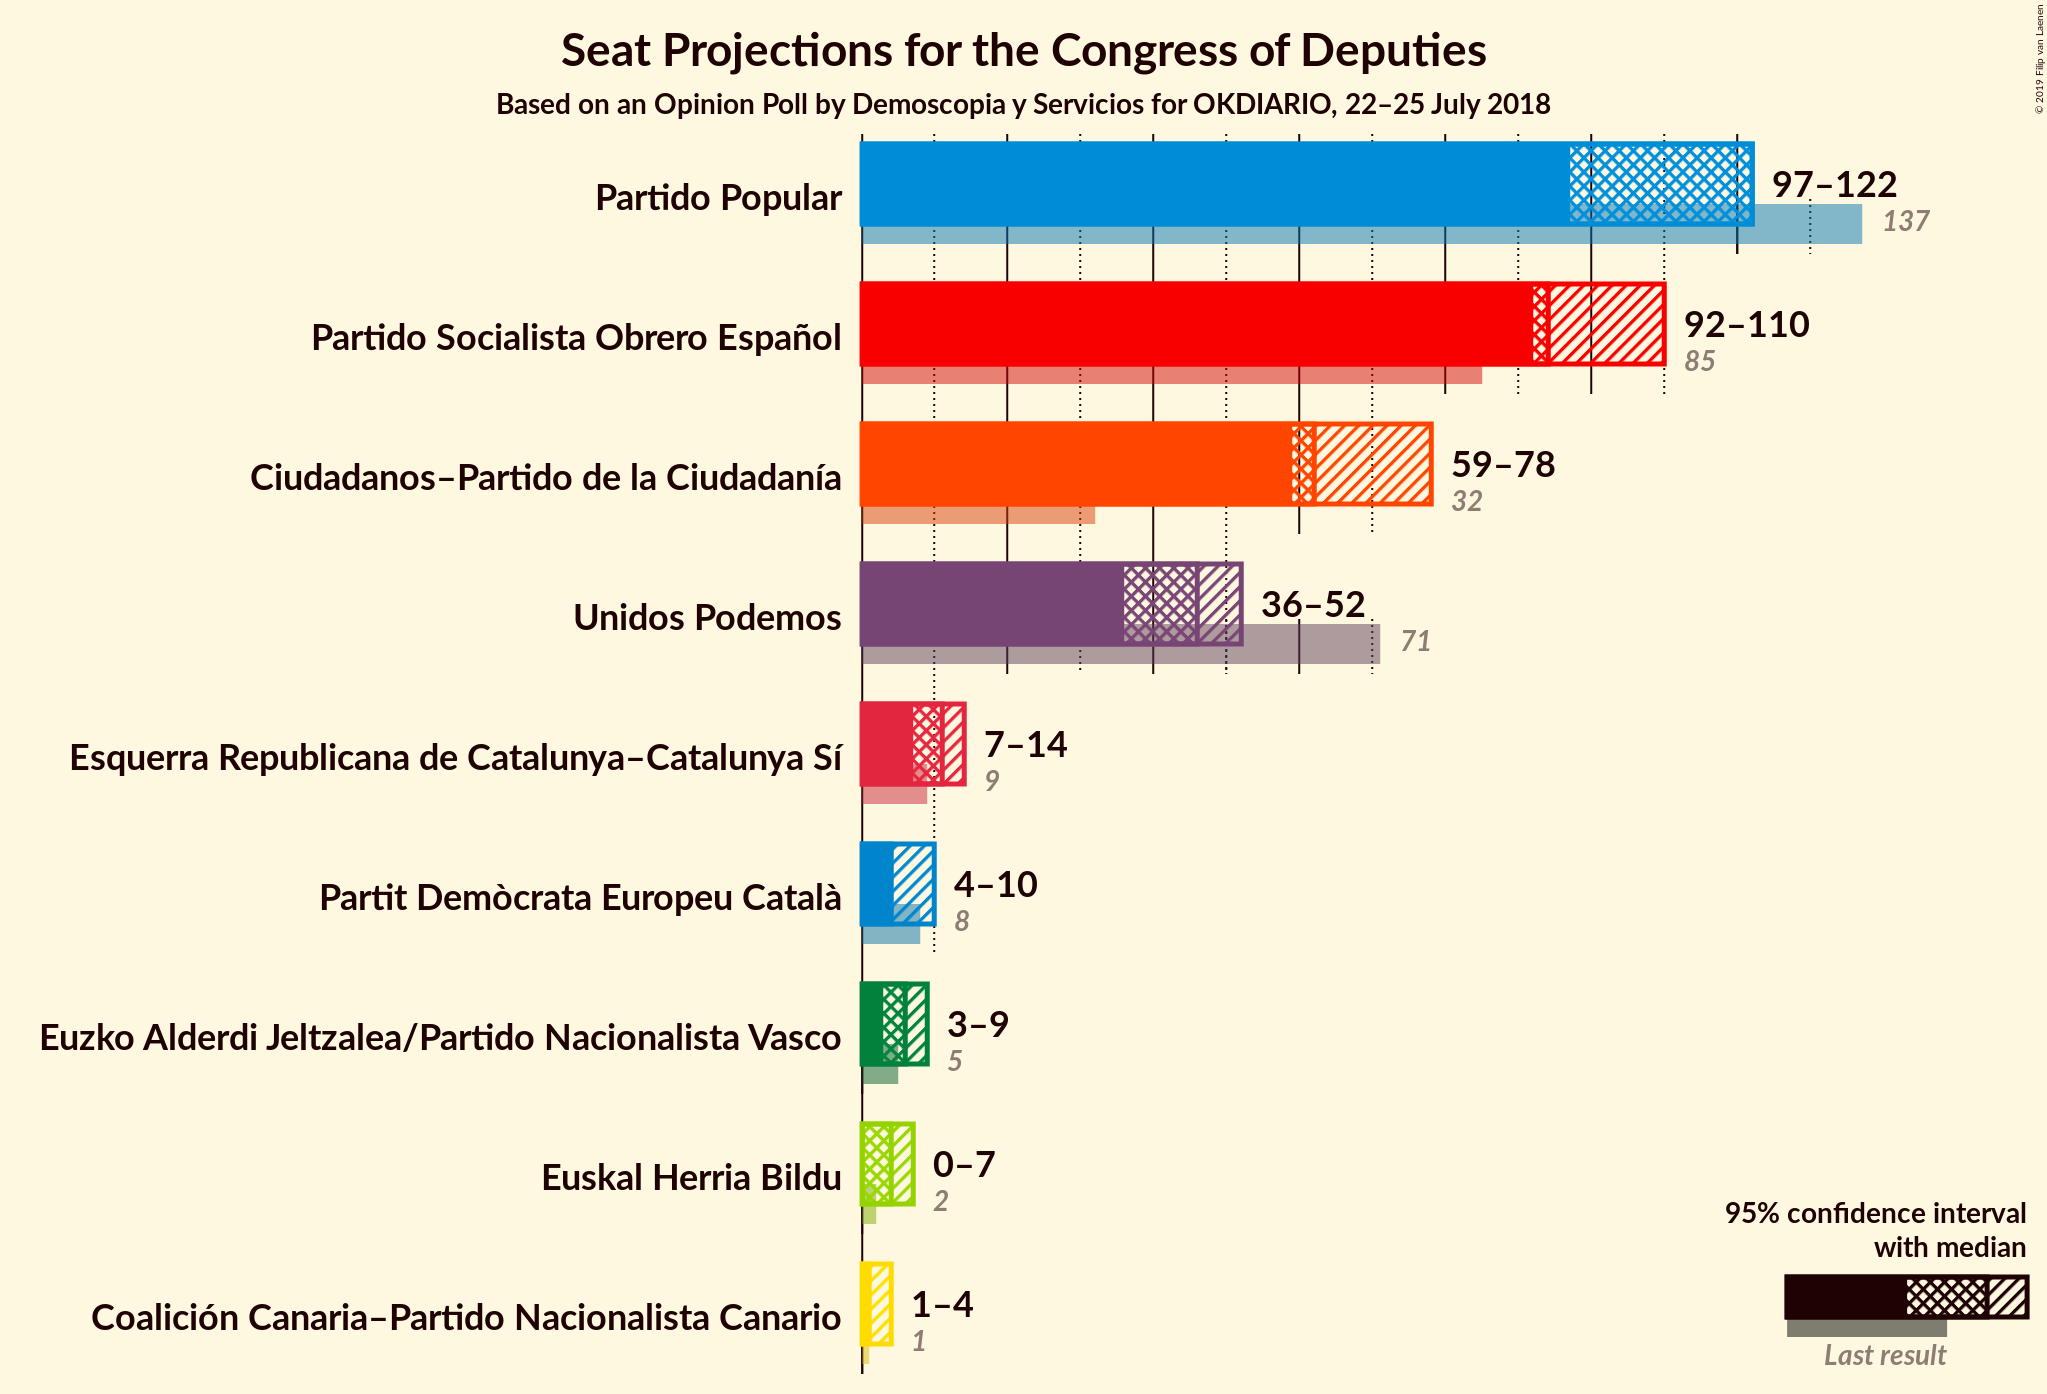 Seat Projections for the Congress of Deputies
Based on an Opinion Poll by Demoscopia y Servicios for OKDIARIO, 22–25 July 2018
© 2019 Filip van Laenen
Partido Popular
97–122
137
Partido Socialista Obrero Español
92–110
85
Ciudadanos–Partido de la Ciudadanía
59–78
32
Unidos Podemos
36–52
71
Esquerra Republicana de Catalunya–Catalunya Sí
7–14
9
Partit Demòcrata Europeu Català
4–10
8
Euzko Alderdi Jeltzalea/Partido Nacionalista Vasco
3–9
5
Euskal Herria Bildu
0–7
2
Coalición Canaria–Partido Nacionalista Canario
1–4
1
95% confidence interval
with median
Last result